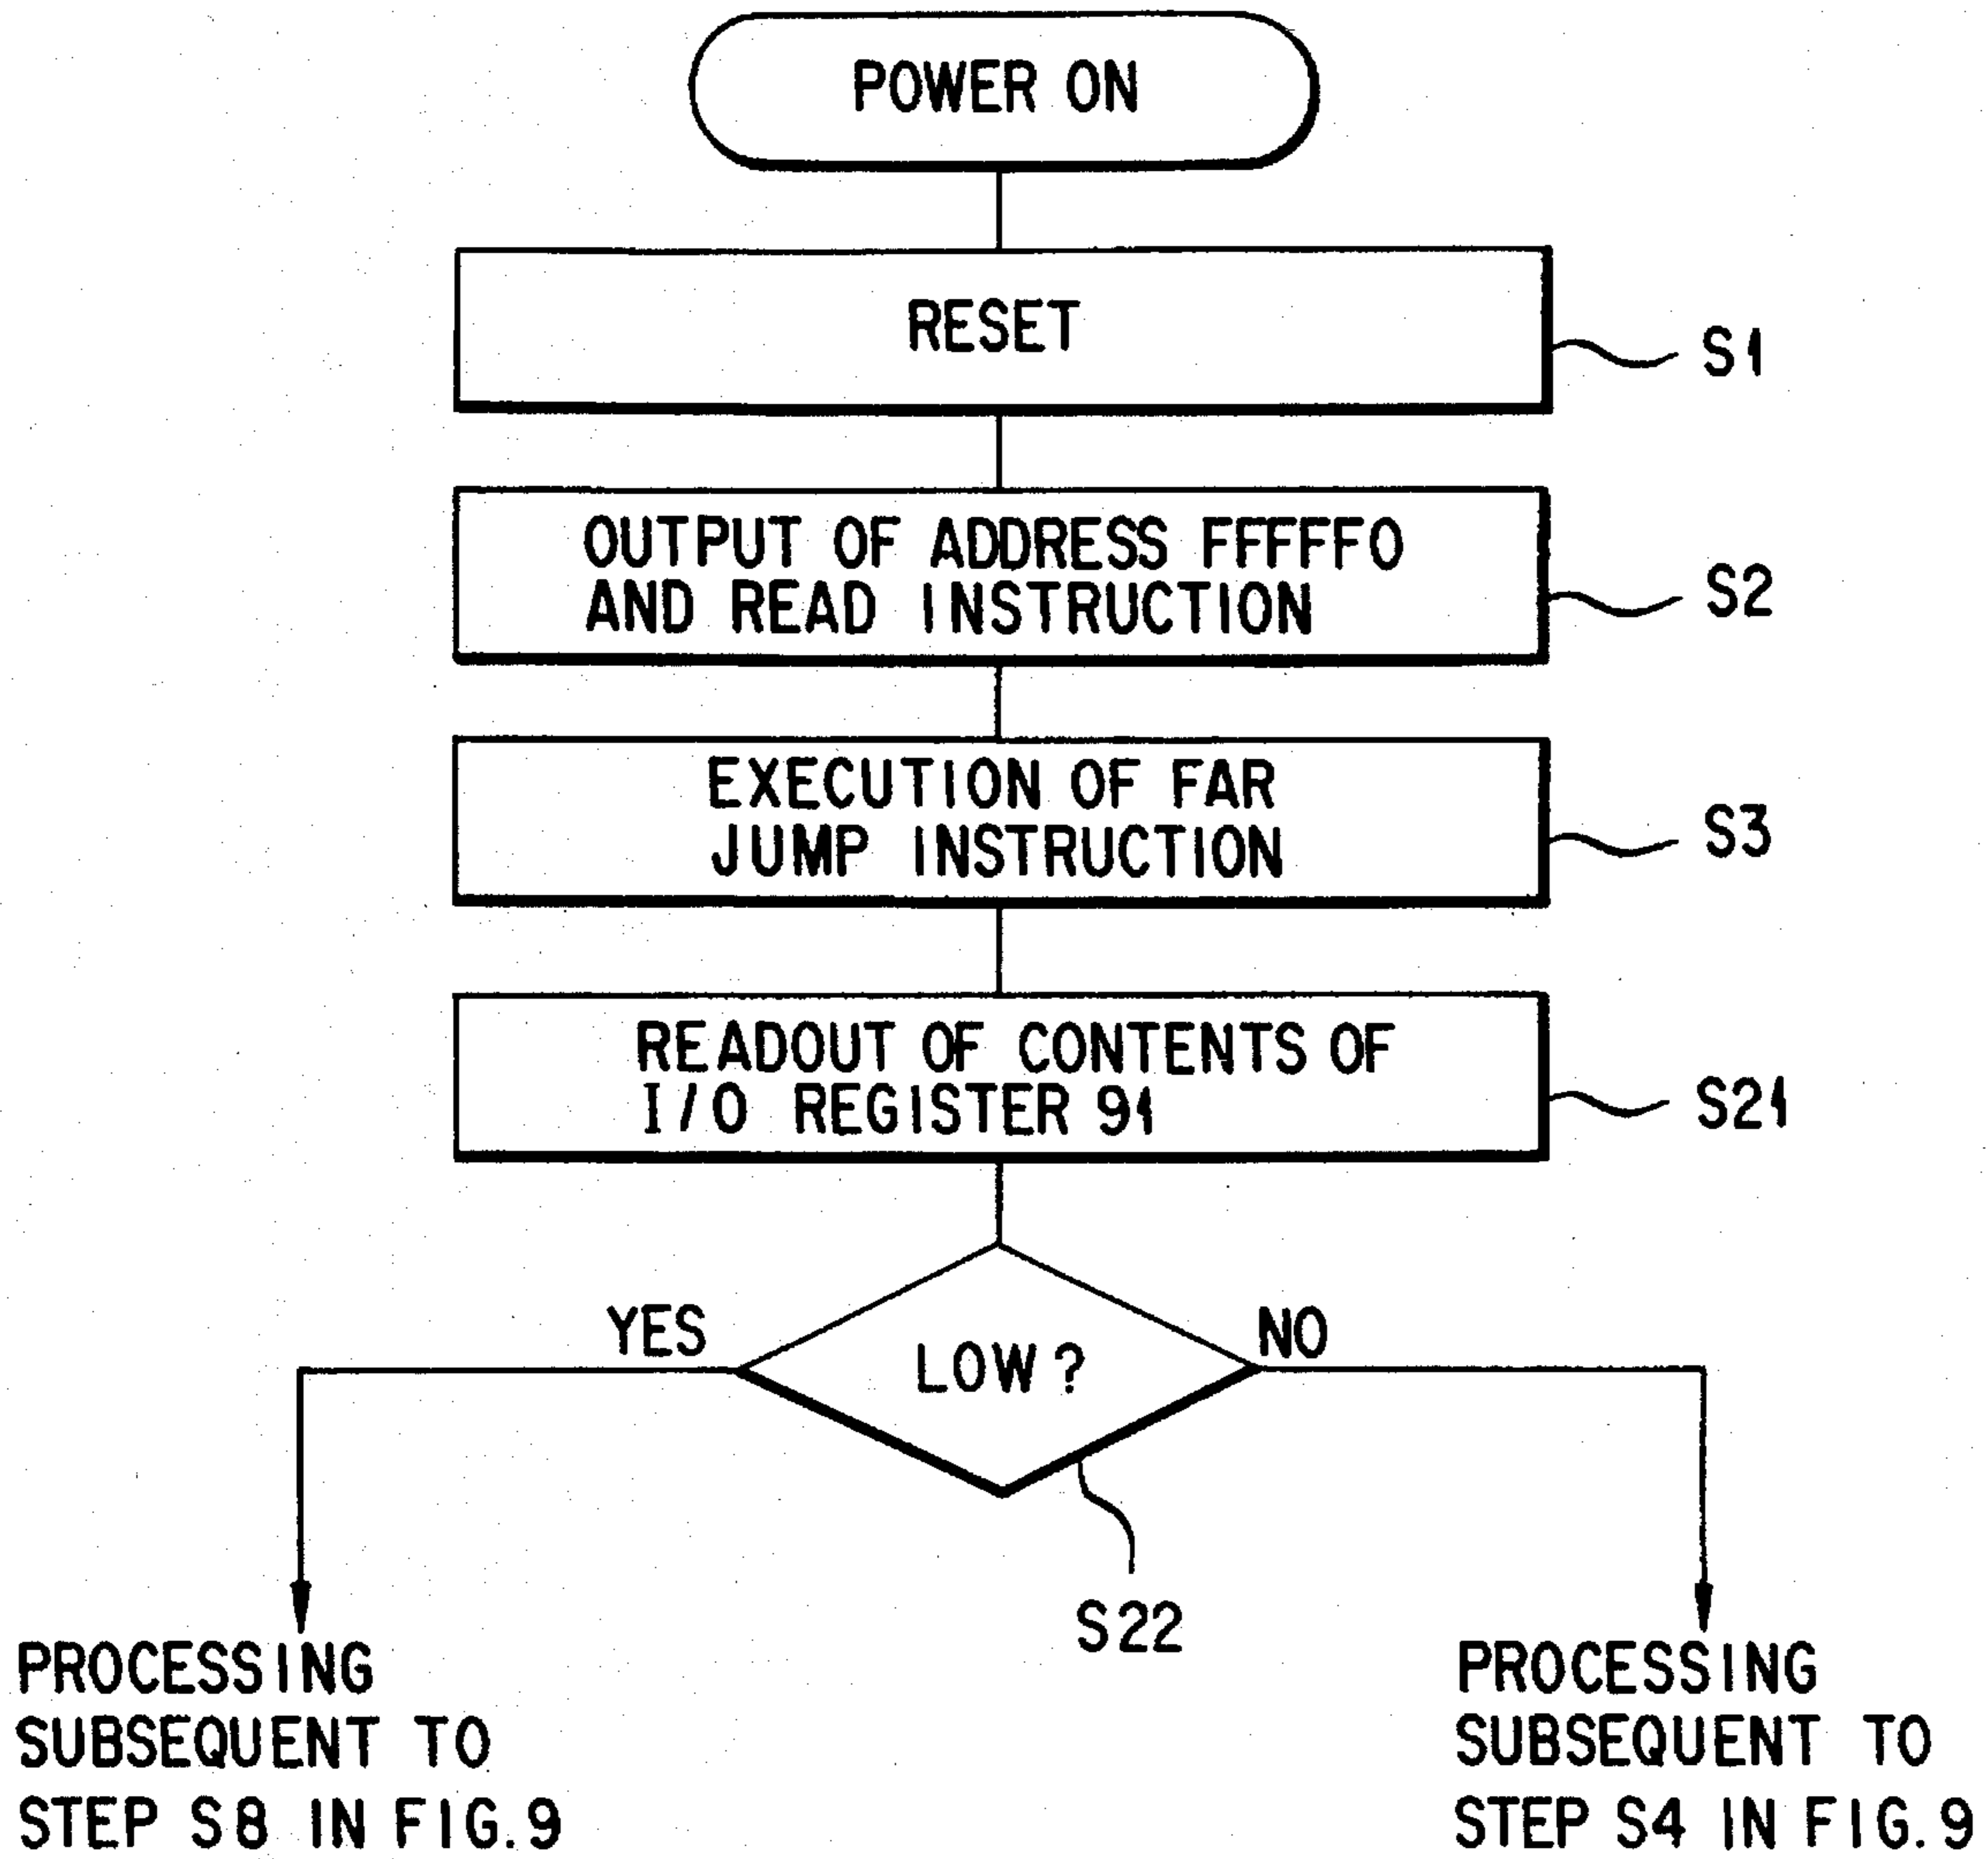 POWER ON
RESET
S1
OUTPUT OF ADDRESS FFFFF0
AND READ INSTRUCTION
S2
EXECUTION OF FAR
JUMP INSTRUCTION
S3
READOUT OF CONTENTS OF
I/O REGISTER 91
S21
YES
LOW?
NO
S22
PROCESSING
SUBSEQUENT TO
STEP S8 IN FIG.9
PROCESSING
SUBSEQUENT TO
STEP S4 IN FIG.9